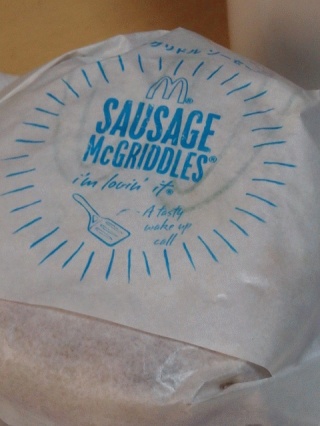 SAUSAGE
McGRIDDLES®
i'm lovin' it®
A tasty
wake up
call